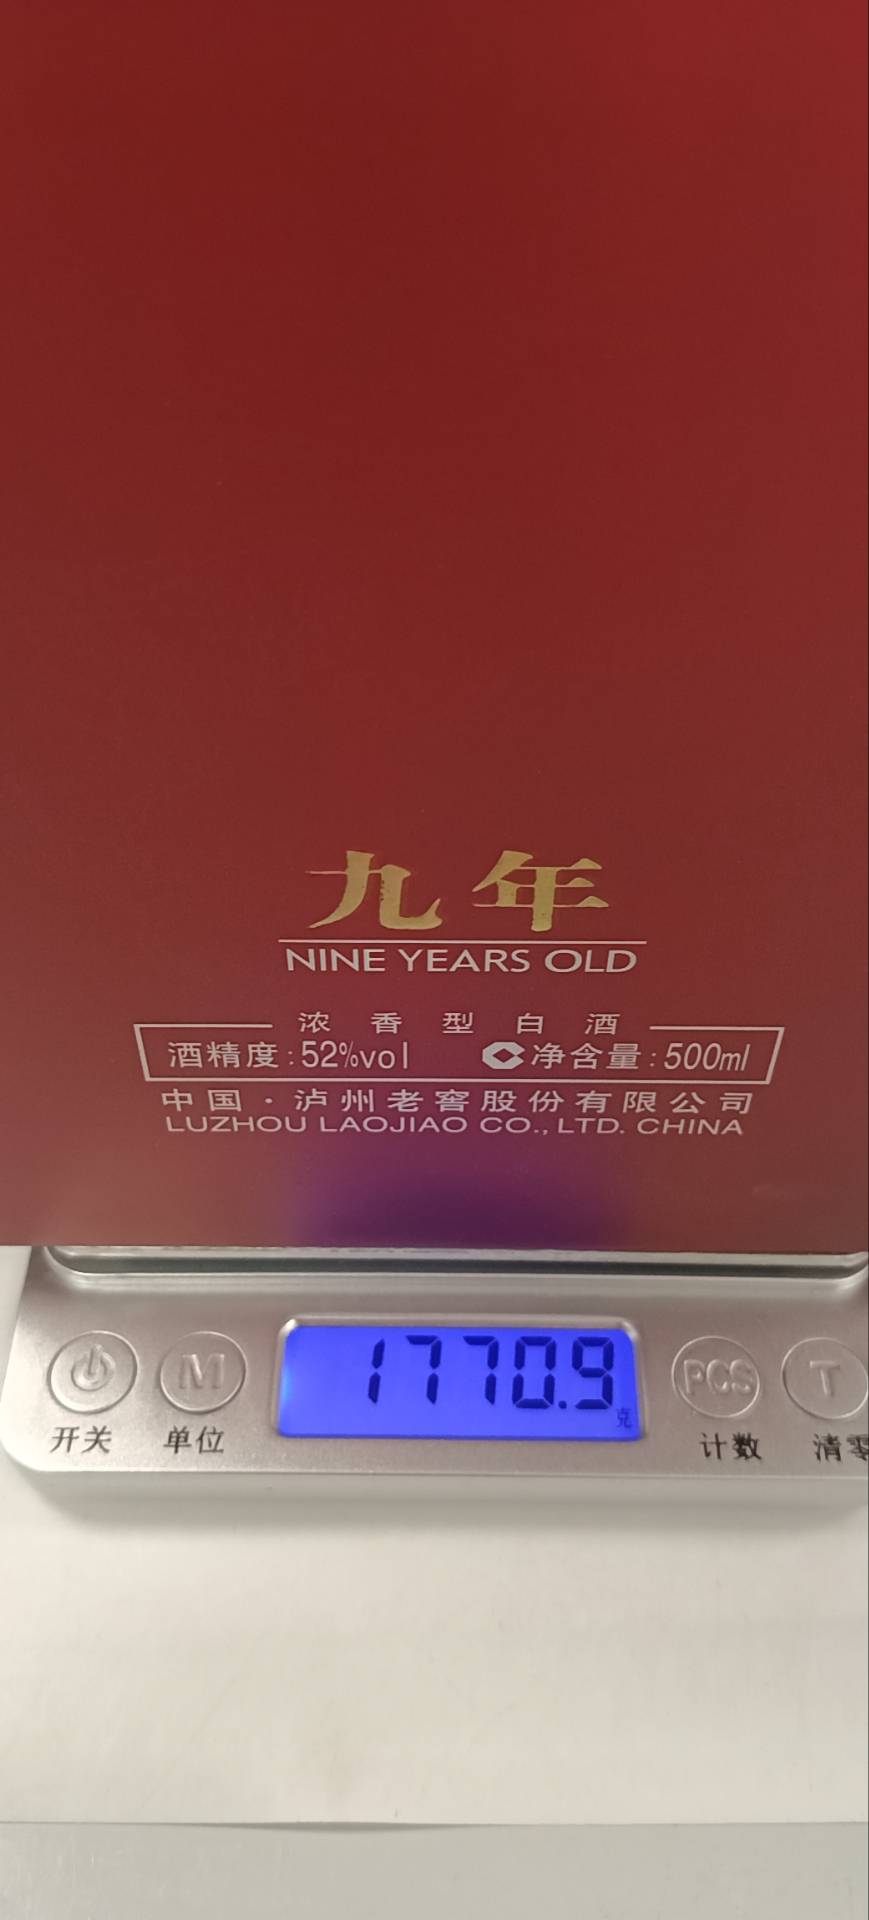 九年
NINE YEARS OLD
浓香型白酒
酒精度:52%vol 净含量:500ml
中国·泸州老窖股份有限公司
LUZHOU LAOJIAO CO.,LTD. CHINA
M 1770.9 克 PCS T
开关 单位 计数 清零